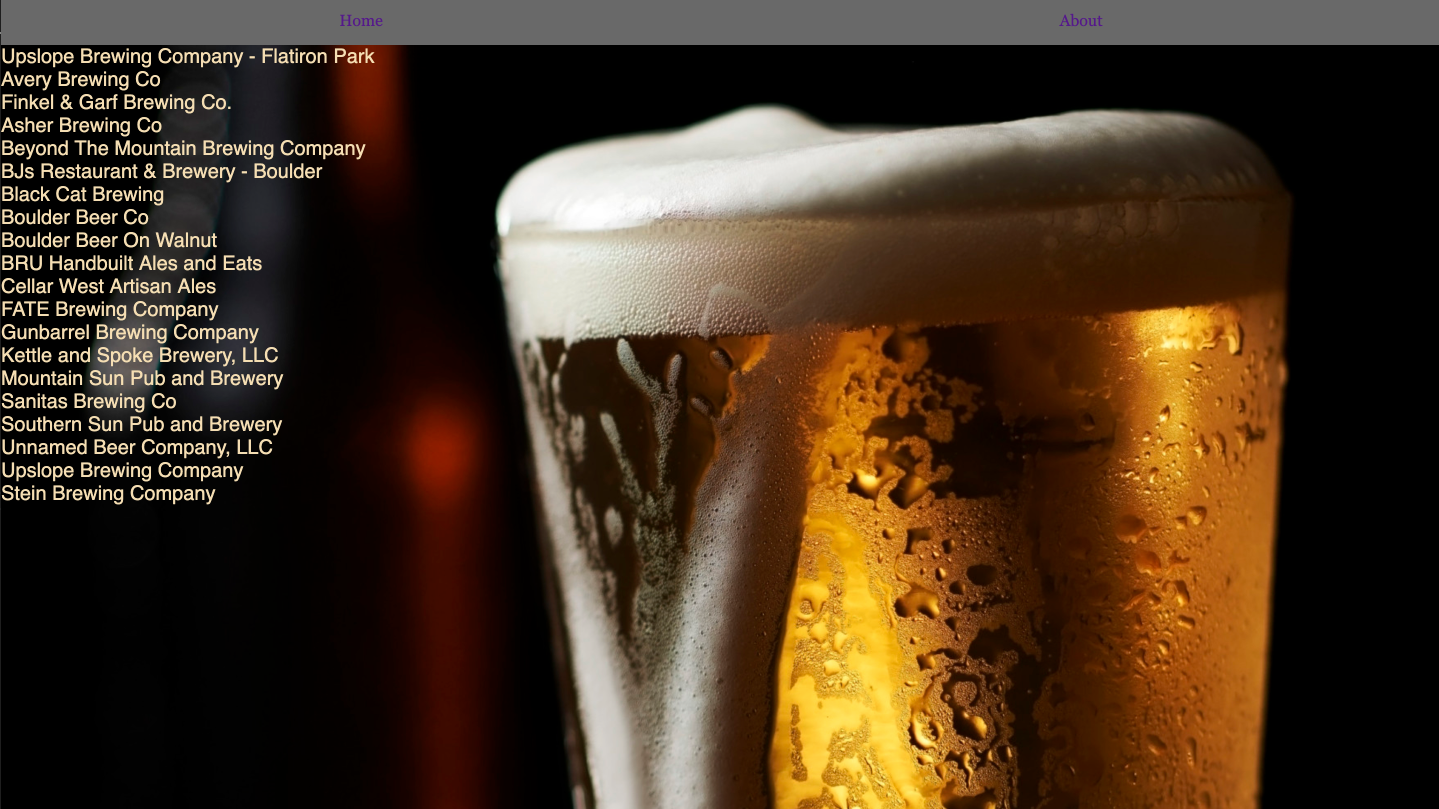 Home About
Upslope Brewing Company - Flatiron Park
Avery Brewing Co
Finkel & Garf Brewing Co.
Asher Brewing Co
Beyond The Mountain Brewing Company
BJs Restaurant & Brewery - Boulder
Black Cat Brewing
Boulder Beer Co
Boulder Beer On Walnut
BRU Handbuilt Ales and Eats
Cellar West Artisan Ales
FATE Brewing Company
Gunbarrel Brewing Company
Kettle and Spoke Brewery, LLC
Mountain Sun Pub and Brewery
Sanitas Brewing Co
Southern Sun Pub and Brewery
Unnamed Beer Company, LLC
Upslope Brewing Company
Stein Brewing Company